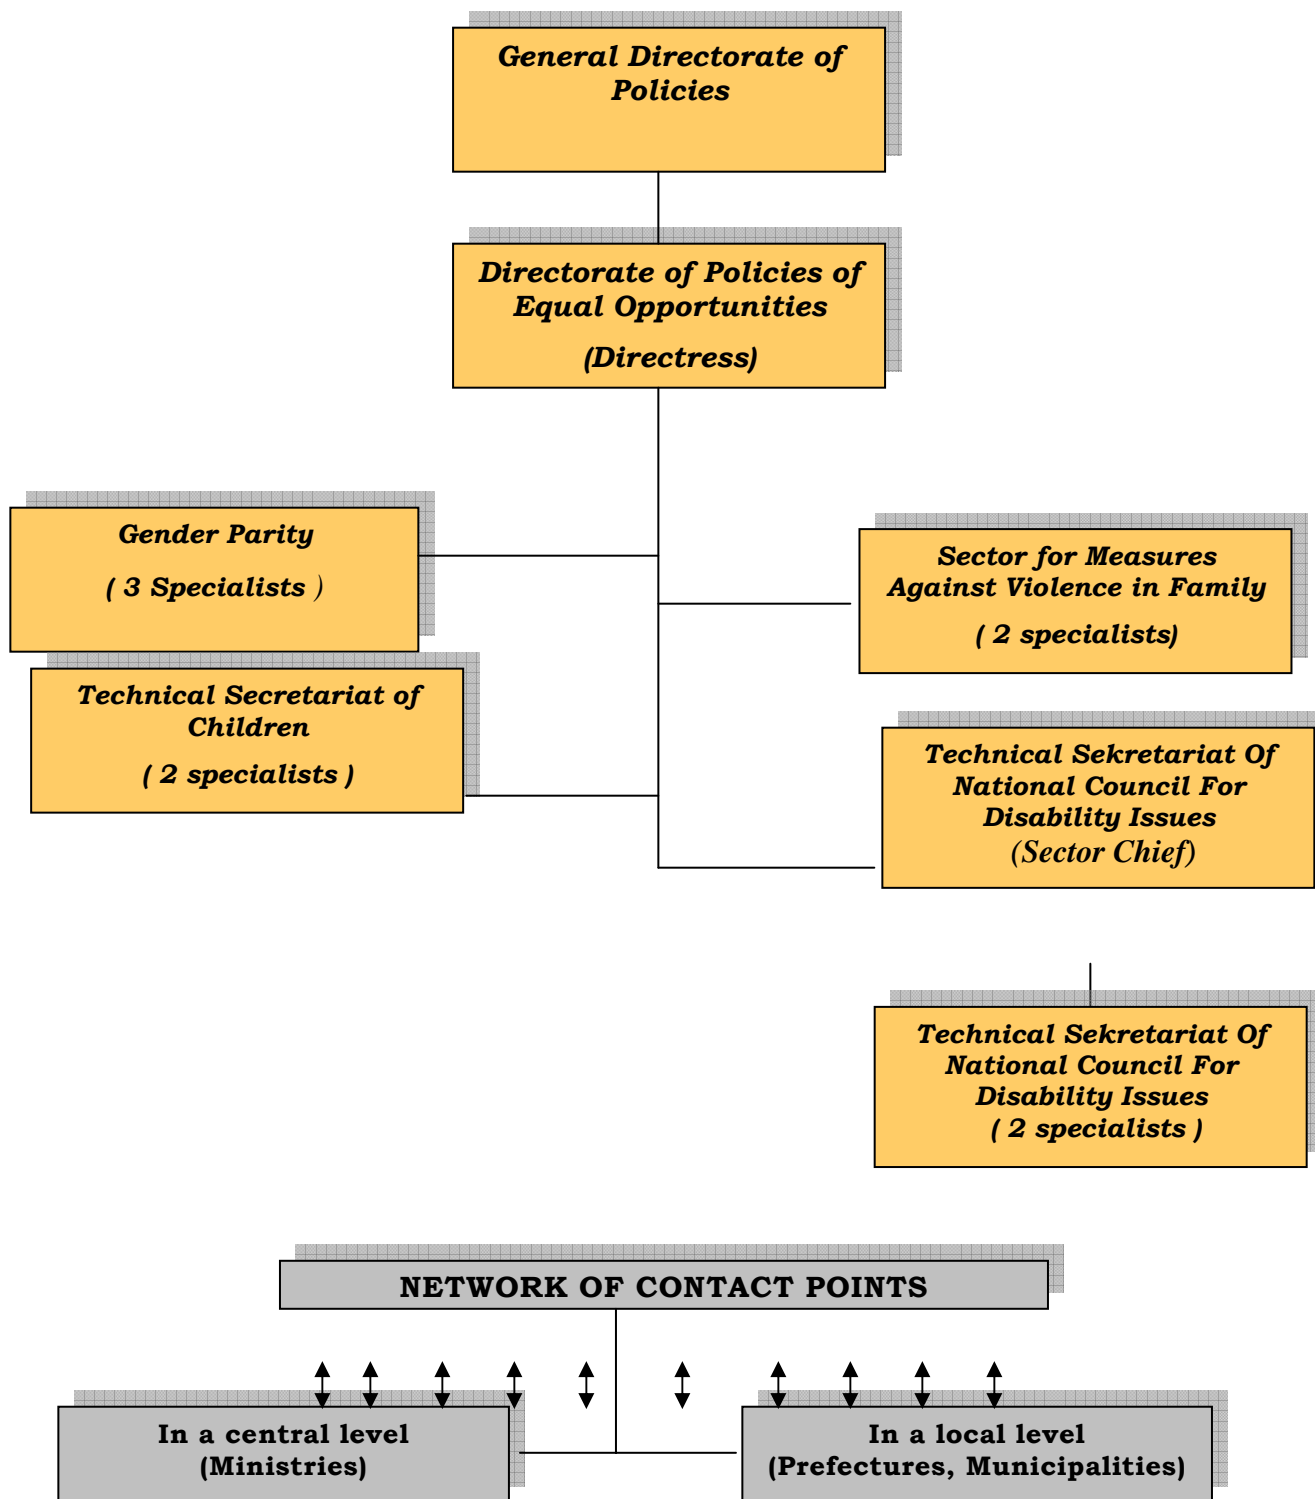 General Directorate of
Policies
Directorate of Policies of
Equal Opportunities
(Directress)
Gender Parity
( 3 Specialists )
Sector for Measures
Against Violence in Family
( 2 specialists)
Technical Secretariat of
Children
( 2 specialists )
Technical Sekretariat Of
National Council For
Disability Issues
(Sector Chief)
Technical Sekretariat Of
National Council For
Disability Issues
( 2 specialists )
NETWORK OF CONTACT POINTS
In a central level
(Ministries)
In a local level
(Prefectures, Municipalities)